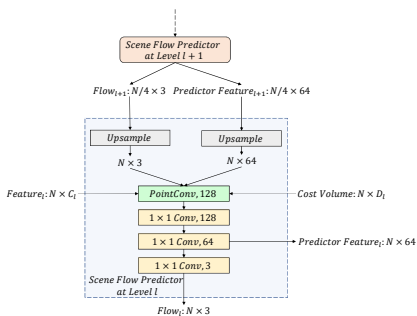 Scene Flow Predictor
at Level l + 1
Flow_{l+1}: N/4 × 3 Predictor Feature_{l+1}: N/4 × 64
Upsample Upsample
N × 3 N × 64
Feature_l: N × C_l PointConv, 128 Cost Volume: N × D_l
1 × 1 Conv, 128
1 × 1 Conv, 64 Predictor Feature_l: N × 64
1 × 1 Conv, 3
Scene Flow Predictor
at Level l
Flow_l: N × 3